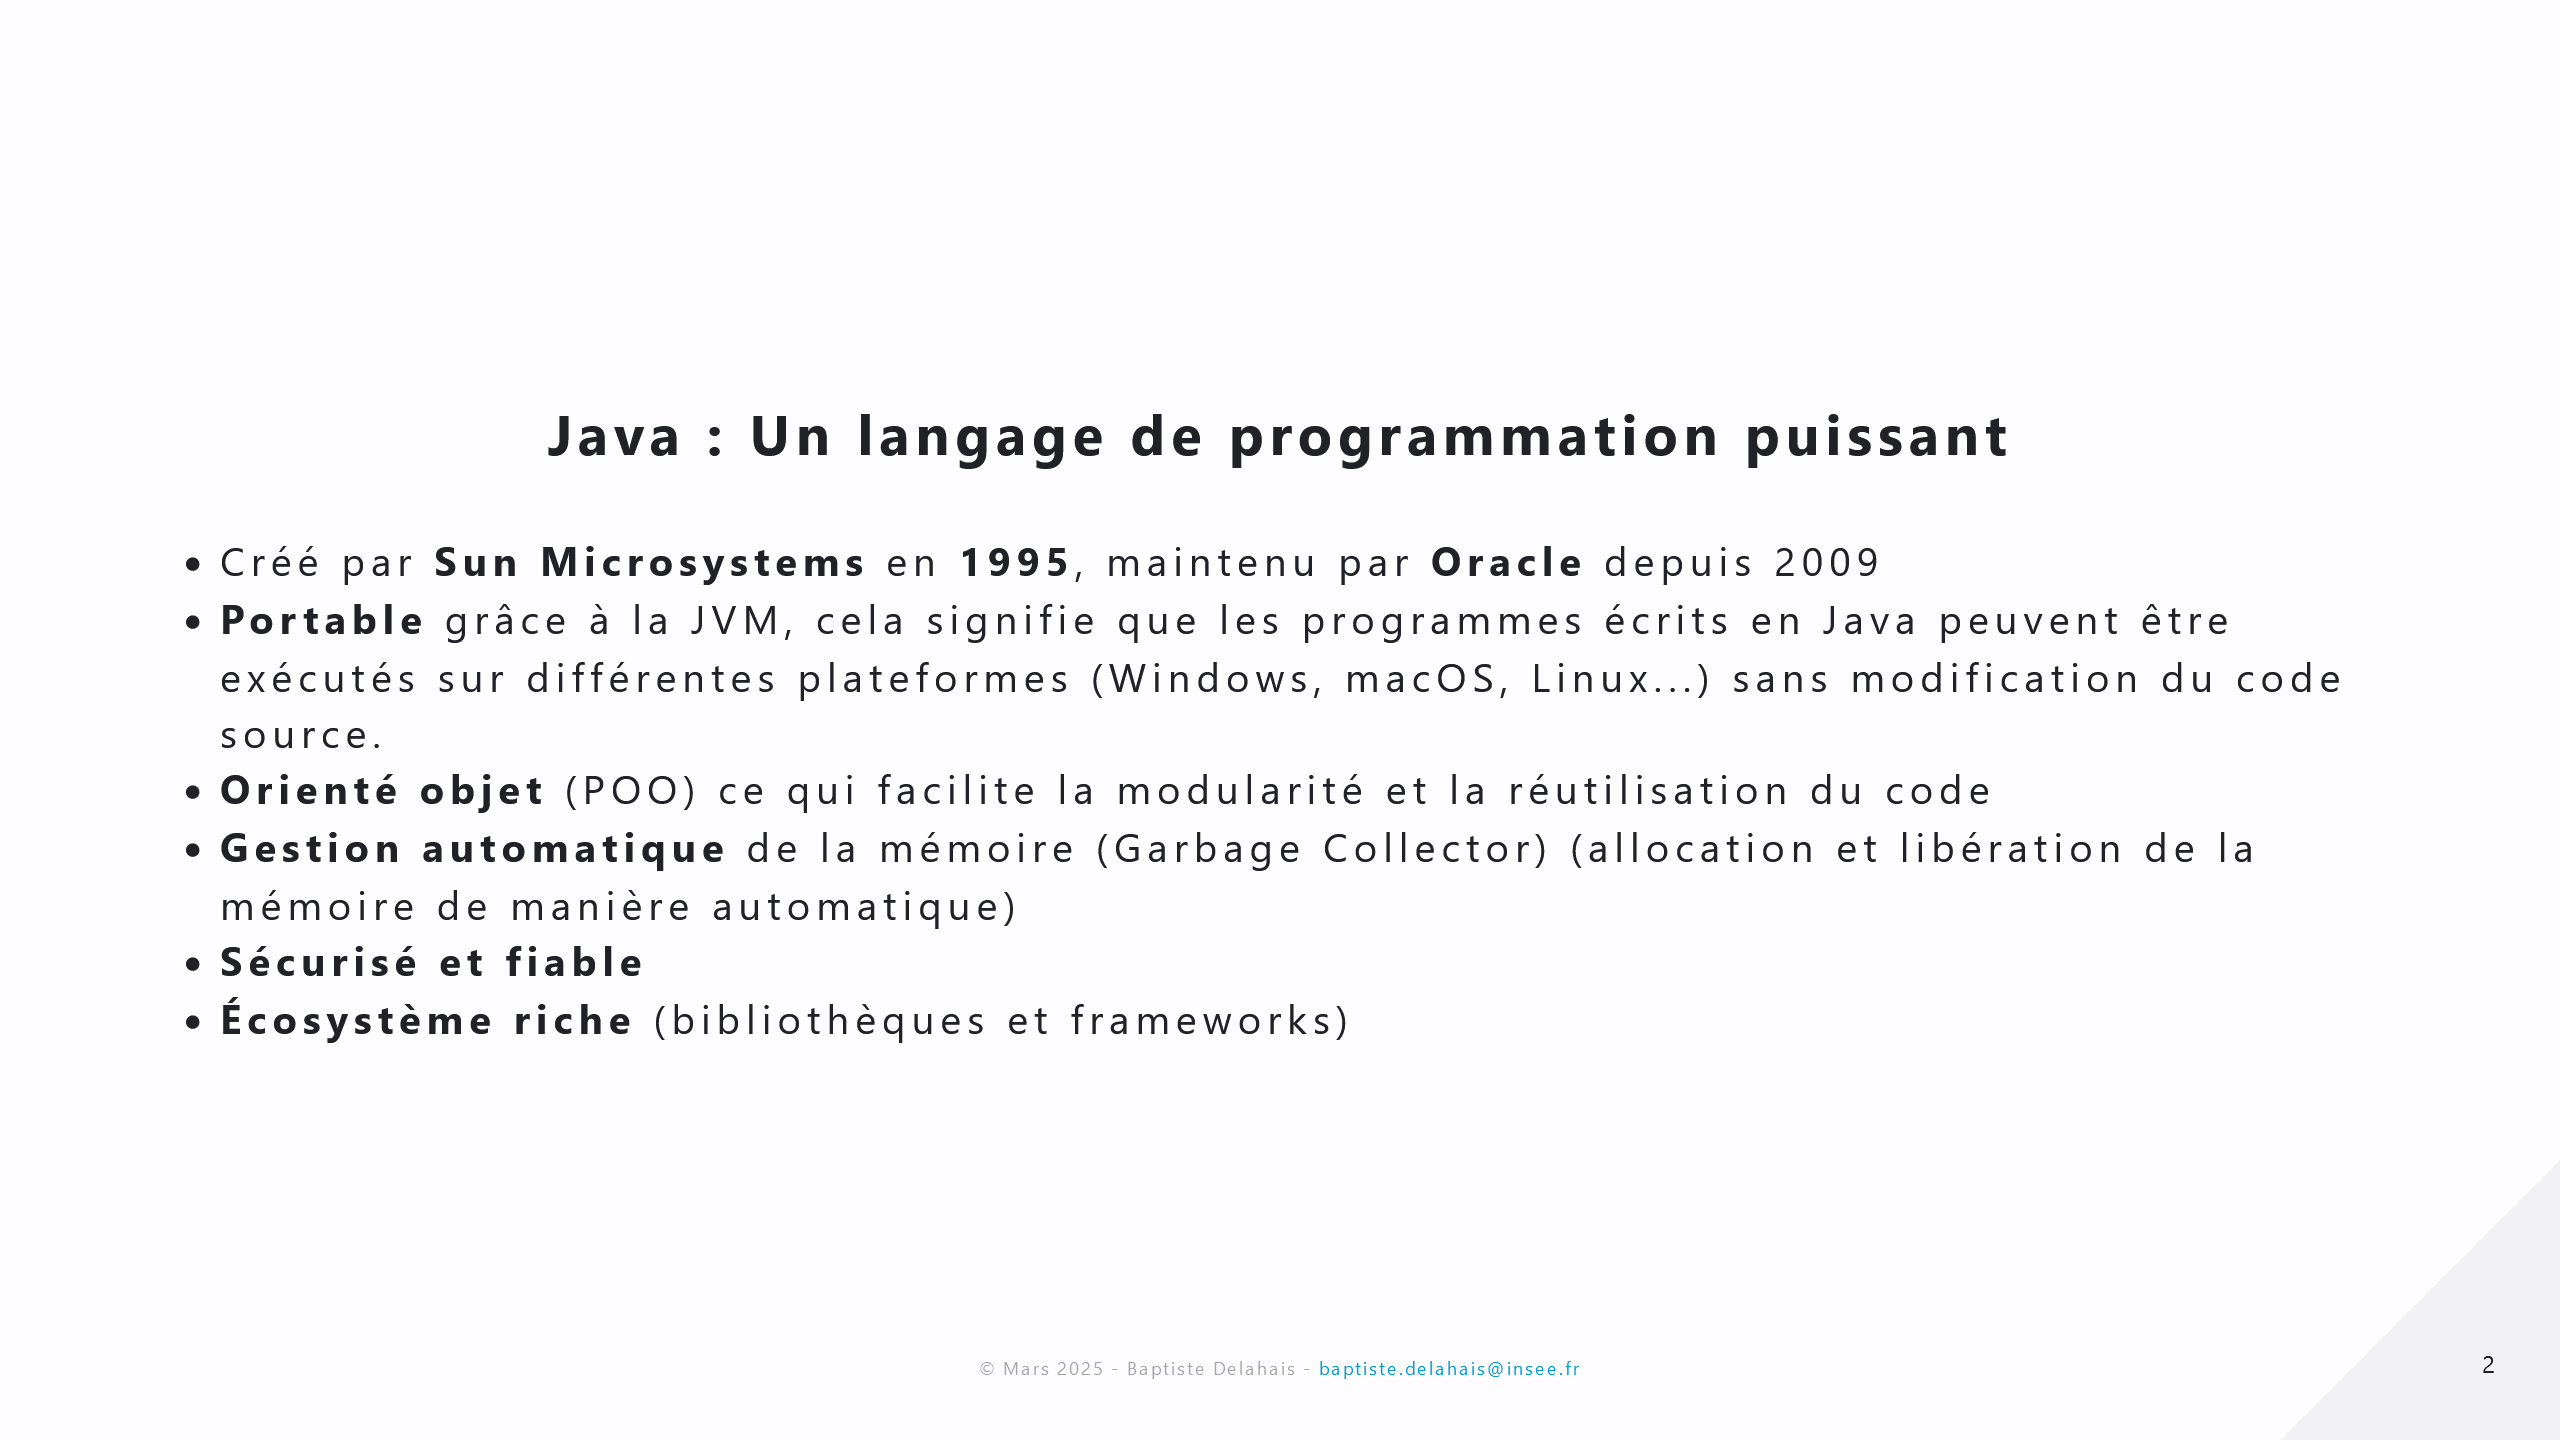 Java : Un langage de programmation puissant
• Créé par Sun Microsystems en 1995, maintenu par Oracle depuis 2009
• Portable grâce à la JVM, cela signifie que les programmes écrits en Java peuvent être
exécutés sur différentes plateformes (Windows, macOS, Linux...) sans modification du code
source.
• Orienté objet (POO) ce qui facilite la modularité et la réutilisation du code
• Gestion automatique de la mémoire (Garbage Collector) (allocation et libération de la
mémoire de manière automatique)
• Sécurisé et fiable
• Écosystème riche (bibliothèques et frameworks)
© Mars 2025 - Baptiste Delahais - baptiste.delahais@insee.fr
2